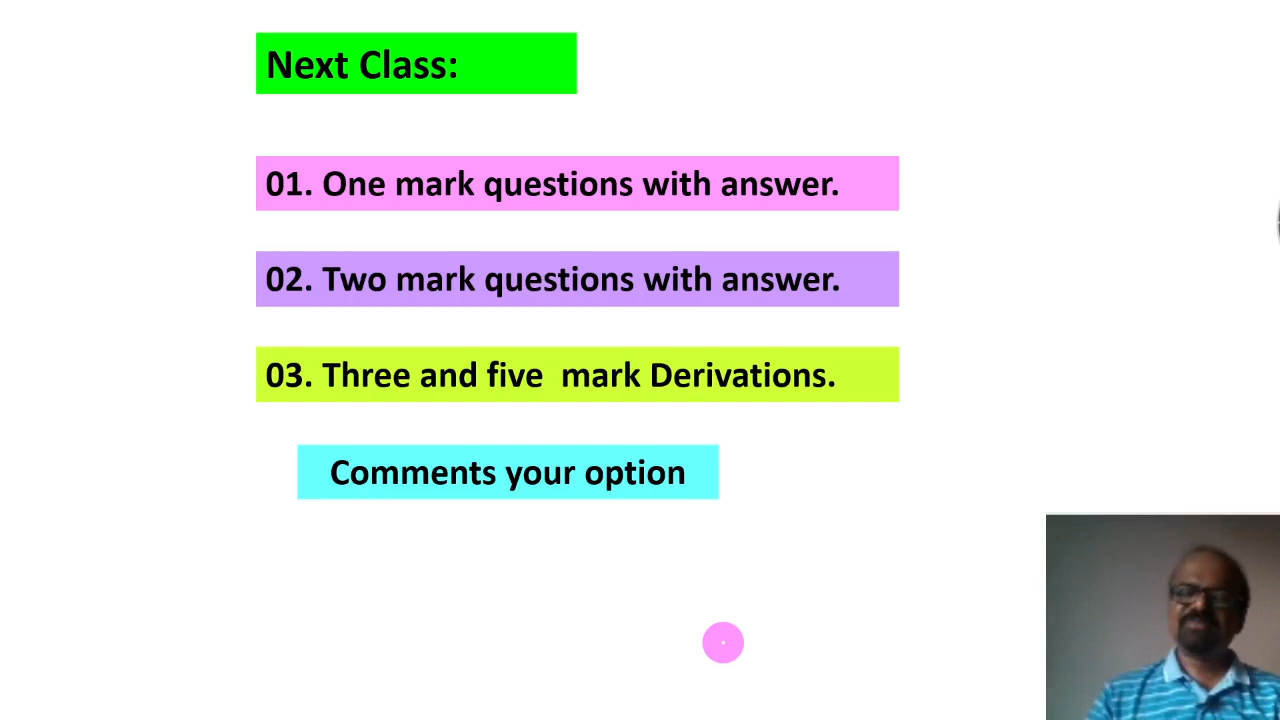 Next Class:
01. One mark questions with answer.
02. Two mark questions with answer.
03. Three and five  mark Derivations.
Comments your option